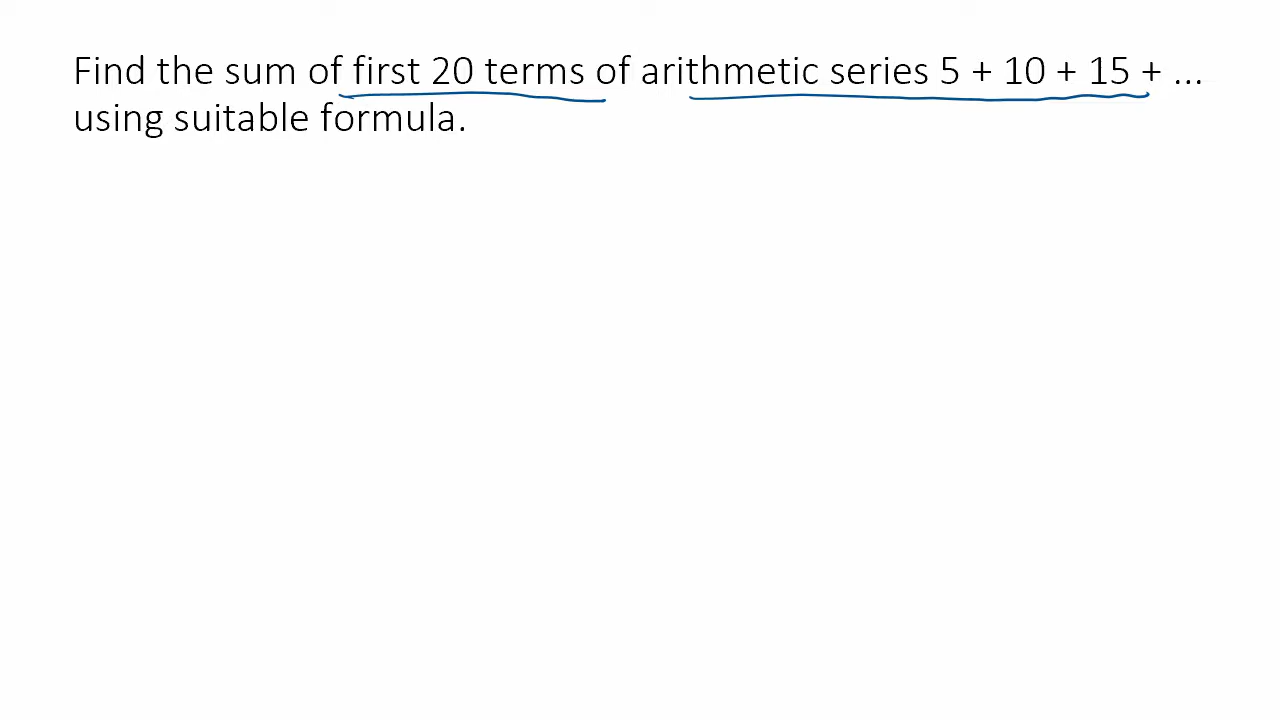 Find the sum of first 20 terms of arithmetic series 5 + 10 + 15 + ...
using suitable formula.